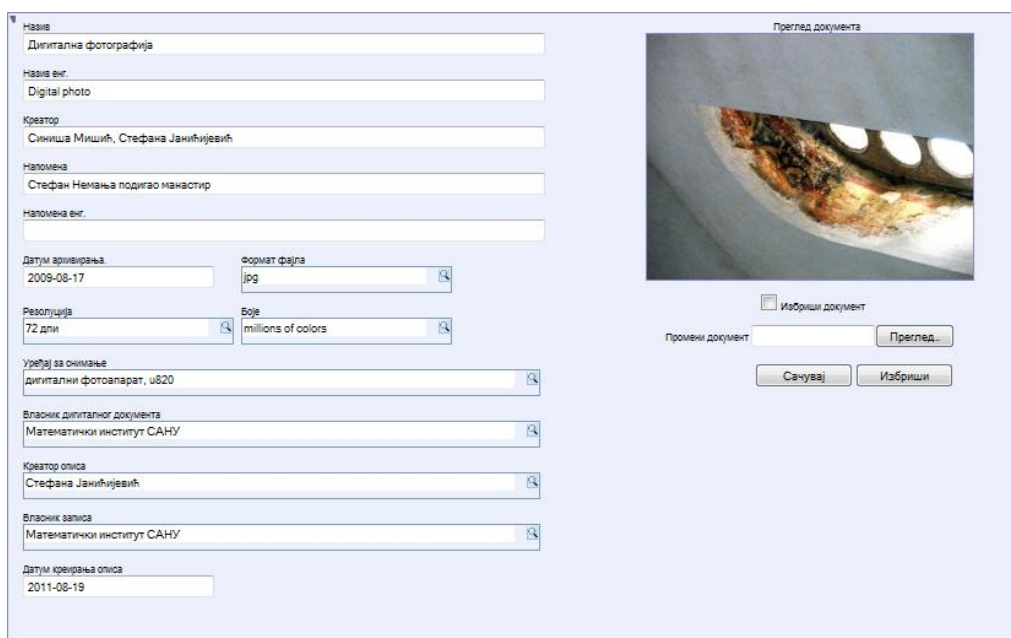 Назив
Дигитална фотографија
Назив енг.
Digital photo
Креатор
Синиша Мишић, Стефана Јанићијевић
Напомена
Стефан Немања подигао манастир
Напомена енг.
Датум архивирања.
2009-08-17
Формат фајла
jpg
Резолуција
72 дпи
Боје
millions of colors
Уређај за снимање
дигитални фотоапарат, u820
Власник дигиталног документа
Математички институт САНУ
Креатор описа
Стефана Јанићијевић
Власник записа
Математички институт САНУ
Датум креирања описа
2011-08-19
Преглед документа
Избриши документ
Промени документ
Преглед..
Сачувај
Избриши